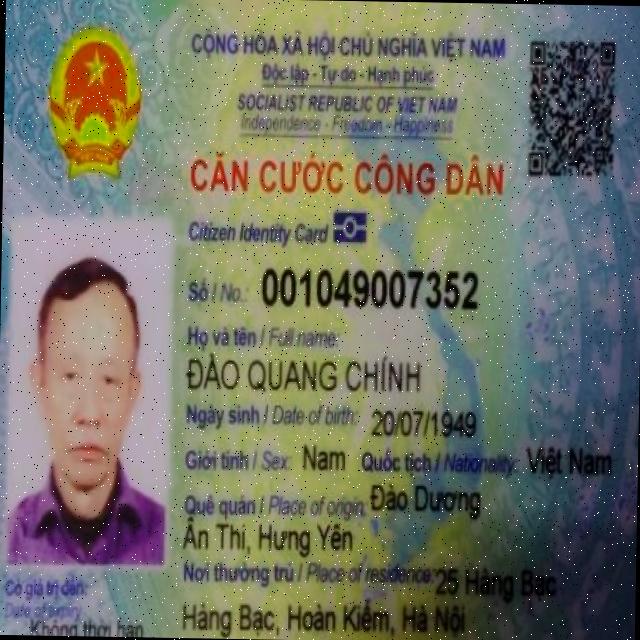 CỘNG HÒA XÃ HỘI CHỦ NGHĨA VIỆT NAM
Độc lập - Tự do - Hạnh phúc
SOCIALIST REPUBLIC OF VIET NAM
Independence - Freedom - Happiness
CĂN CƯỚC CÔNG DÂN
Citizen Identity Card
Số / No.: 001049007352
Họ và tên / Full name:
ĐÀO QUANG CHÍNH
Ngày sinh / Date of birth: 20/07/1949
Giới tính / Sex: Nam Quốc tịch / Nationality: Việt Nam
Quê quán / Place of origin: Đào Dương
Ân Thi, Hưng Yên
Nơi thường trú / Place of residence: 25 Hàng Bạc
Hàng Bạc, Hoàn Kiếm, Hà Nội
Có giá trị đến:
Date of expiry
Không thời hạn